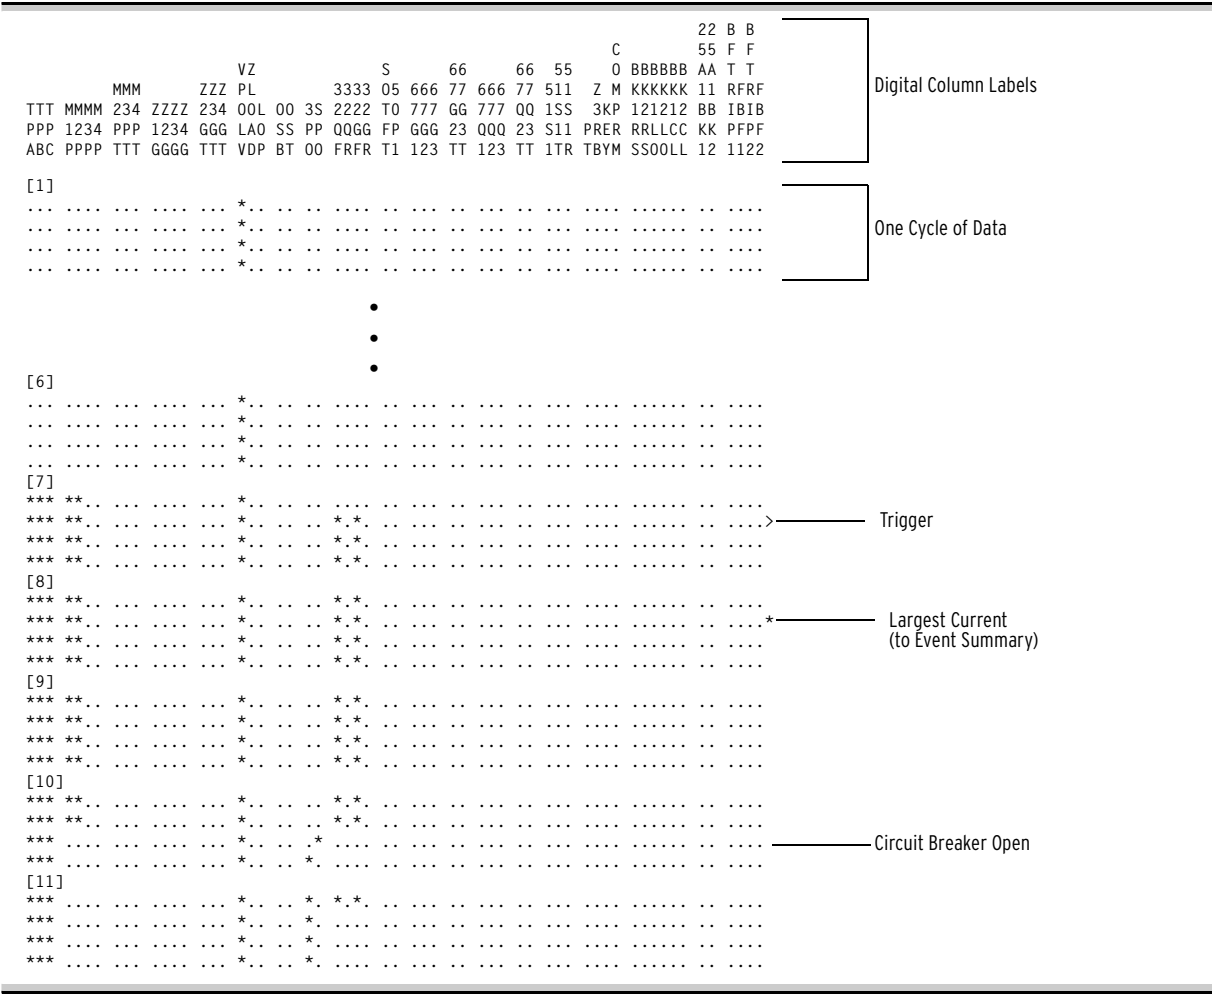 22 B B
                                                             C        55 F F
                      VZ             S      66     66  55    O BBBBBB AA T T
         MMM      ZZZ PL        3333 05 666 77 666 77 511  Z M KKKKKK 11 RFRF
TTT MMMM 234 ZZZZ 234 OOL OO 3S 2222 TO 777 GG 777 QQ 1SS  3KP 121212 BB IBIB
PPP 1234 PPP 1234 GGG LAO SS PP QQGG FP GGG 23 QQQ 23 S11 PRER RRLLCC KK PFPF
ABC PPPP TTT GGGG TTT VDP BT OO FRFR T1 123 TT 123 TT 1TR TBYM SSOOLL 12 1122
Digital Column Labels
[1]
... .... ... .... ... *.. .. .. .... .. ... .. ... .. ... .... ...... .. ....
... .... ... .... ... *.. .. .. .... .. ... .. ... .. ... .... ...... .. ....
One Cycle of Data
... .... ... .... ... *.. .. .. .... .. ... .. ... .. ... .... ...... .. ....
... .... ... .... ... *.. .. .. .... .. ... .. ... .. ... .... ...... .. ....
•
•
•
[6]
... .... ... .... ... *.. .. .. .... .. ... .. ... .. ... .... ...... .. ....
... .... ... .... ... *.. .. .. .... .. ... .. ... .. ... .... ...... .. ....
... .... ... .... ... *.. .. .. .... .. ... .. ... .. ... .... ...... .. ....
... .... ... .... ... *.. .. .. .... .. ... .. ... .. ... .... ...... .. ....
[7]
*** **.. ... .... ... *.. .. .. .... .. ... .. ... .. ... .... ...... .. ....
*** **.. ... .... ... *.. .. .. *.*. .. ... .. ... .. ... .... ...... .. ....> Trigger
*** **.. ... .... ... *.. .. .. *.*. .. ... .. ... .. ... .... ...... .. ....
*** **.. ... .... ... *.. .. .. *.*. .. ... .. ... .. ... .... ...... .. ....
[8]
*** **.. ... .... ... *.. .. .. *.*. .. ... .. ... .. ... .... ...... .. ....
*** **.. ... .... ... *.. .. .. *.*. .. ... .. ... .. ... .... ...... .. ....* Largest Current
(to Event Summary)
*** **.. ... .... ... *.. .. .. *.*. .. ... .. ... .. ... .... ...... .. ....
*** **.. ... .... ... *.. .. .. *.*. .. ... .. ... .. ... .... ...... .. ....
[9]
*** **.. ... .... ... *.. .. .. *.*. .. ... .. ... .. ... .... ...... .. ....
*** **.. ... .... ... *.. .. .. *.*. .. ... .. ... .. ... .... ...... .. ....
*** **.. ... .... ... *.. .. .. *.*. .. ... .. ... .. ... .... ...... .. ....
*** **.. ... .... ... *.. .. .. *.*. .. ... .. ... .. ... .... ...... .. ....
[10]
*** **.. ... .... ... *.. .. .. *.*. .. ... .. ... .. ... .... ...... .. ....
*** **.. ... .... ... *.. .. .. *.*. .. ... .. ... .. ... .... ...... .. ....
*** .... ... .... ... *.. .. .* .... .. ... .. ... .. ... .... ...... .. .... Circuit Breaker Open
*** .... ... .... ... *.. .. *. .... .. ... .. ... .. ... .... ...... .. ....
[11]
*** .... ... .... ... *.. .. *. *.*. .. ... .. ... .. ... .... ...... .. ....
*** .... ... .... ... *.. .. *. .... .. ... .. ... .. ... .... ...... .. ....
*** .... ... .... ... *.. .. *. .... .. ... .. ... .. ... .... ...... .. ....
*** .... ... .... ... *.. .. *. .... .. ... .. ... .. ... .... ...... .. ....